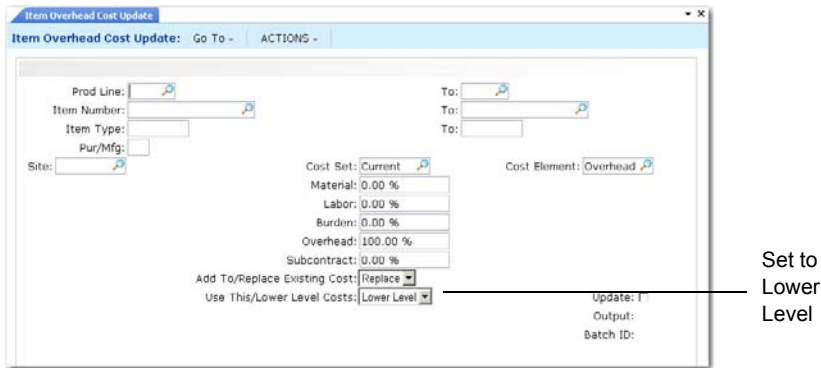 Item Overhead Cost Update
Item Overhead Cost Update: Go To - ACTIONS -
Prod Line: To:
Item Number: To:
Item Type: To:
Pur/Mfg:
Site: Cost Set: Current Cost Element: Overhead
Material: 0.00 %
Labor: 0.00 %
Burden: 0.00 %
Overhead: 100.00 %
Subcontract: 0.00 %
Add To/Replace Existing Cost: Replace
Use This/Lower Level Costs: Lower Level Update:
Output:
Batch ID:
Set to
Lower
Level